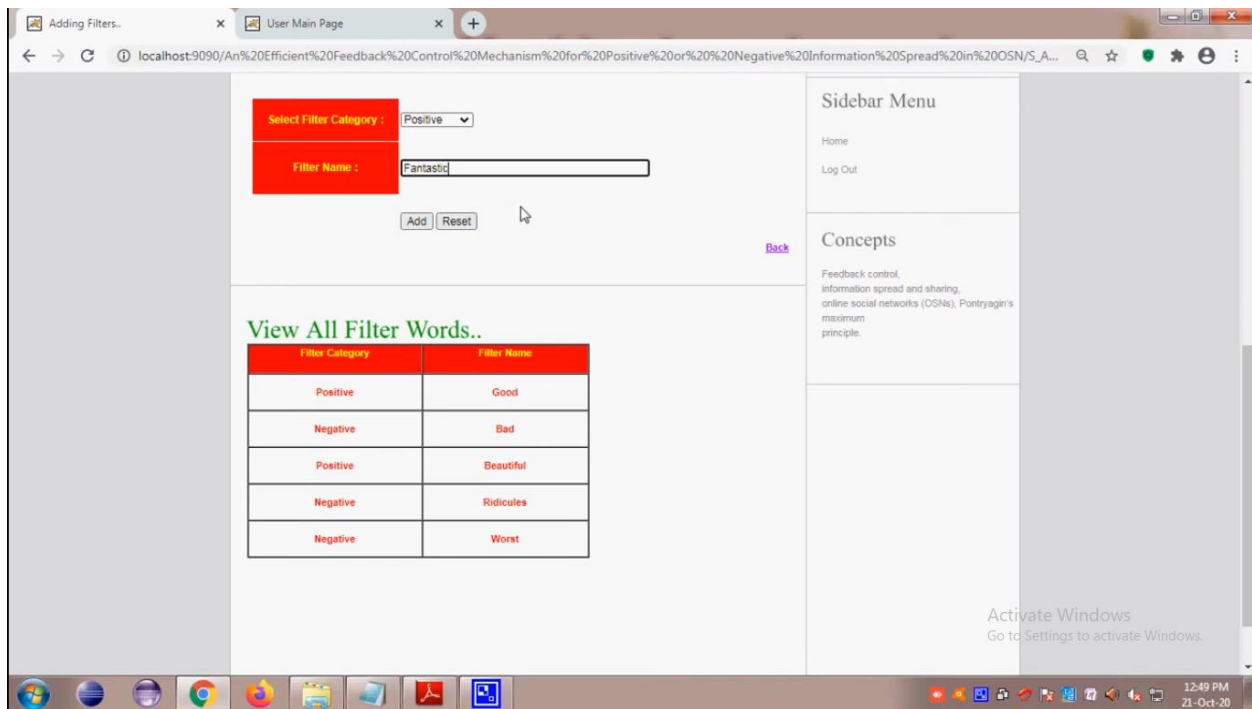 Adding Filters..
User Main Page
localhost:9090/An%20Efficient%20Feedback%20Control%20Mechanism%20for%20Positive%20or%20%20Negative%20Information%20Spread%20in%20OSN/S_A...
Select Filter Category :
Positive
Filter Name :
Fantastic
Add Reset
Back
Sidebar Menu
Home
Log Out
Concepts
Feedback control,
information spread and sharing,
online social networks (OSNs), Pontryagin's
maximum
principle.
View All Filter Words..
Filter Category Filter Name
Positive Good
Negative Bad
Positive Beautiful
Negative Ridicules
Negative Worst
Activate Windows
Go to Settings to activate Windows.
12:49 PM
21-Oct-20